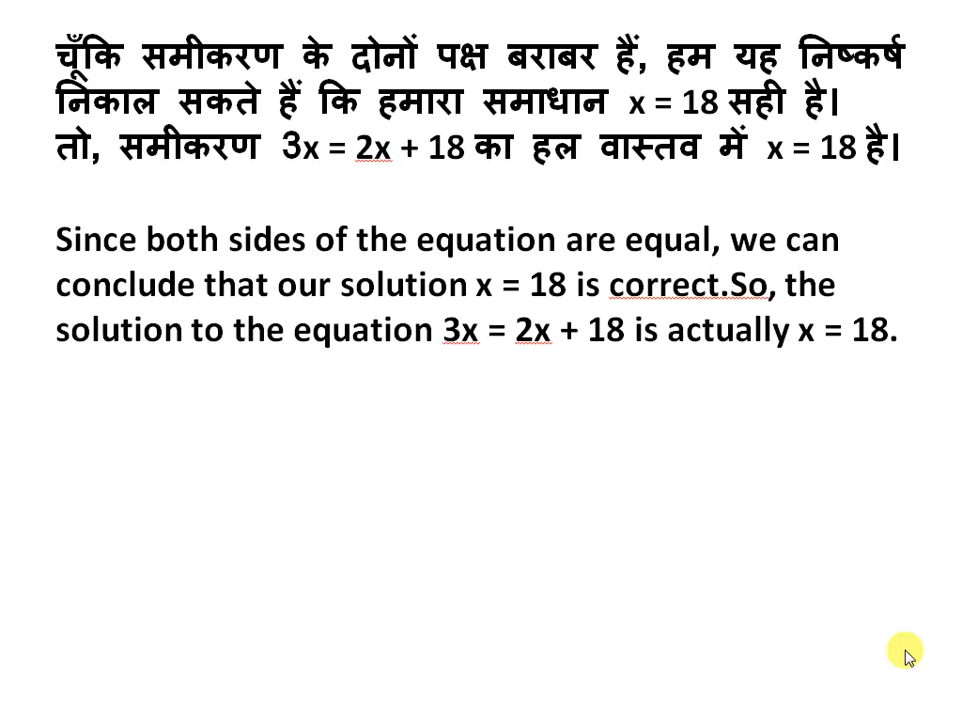 चूँकि समीकरण के दोनों पक्ष बराबर हैं, हम यह निष्कर्ष
निकाल सकते हैं कि हमारा समाधान x = 18 सही है।
तो, समीकरण 3x = 2x + 18 का हल वास्तव में x = 18 है।
Since both sides of the equation are equal, we can
conclude that our solution x = 18 is correct.So, the
solution to the equation 3x = 2x + 18 is actually x = 18.